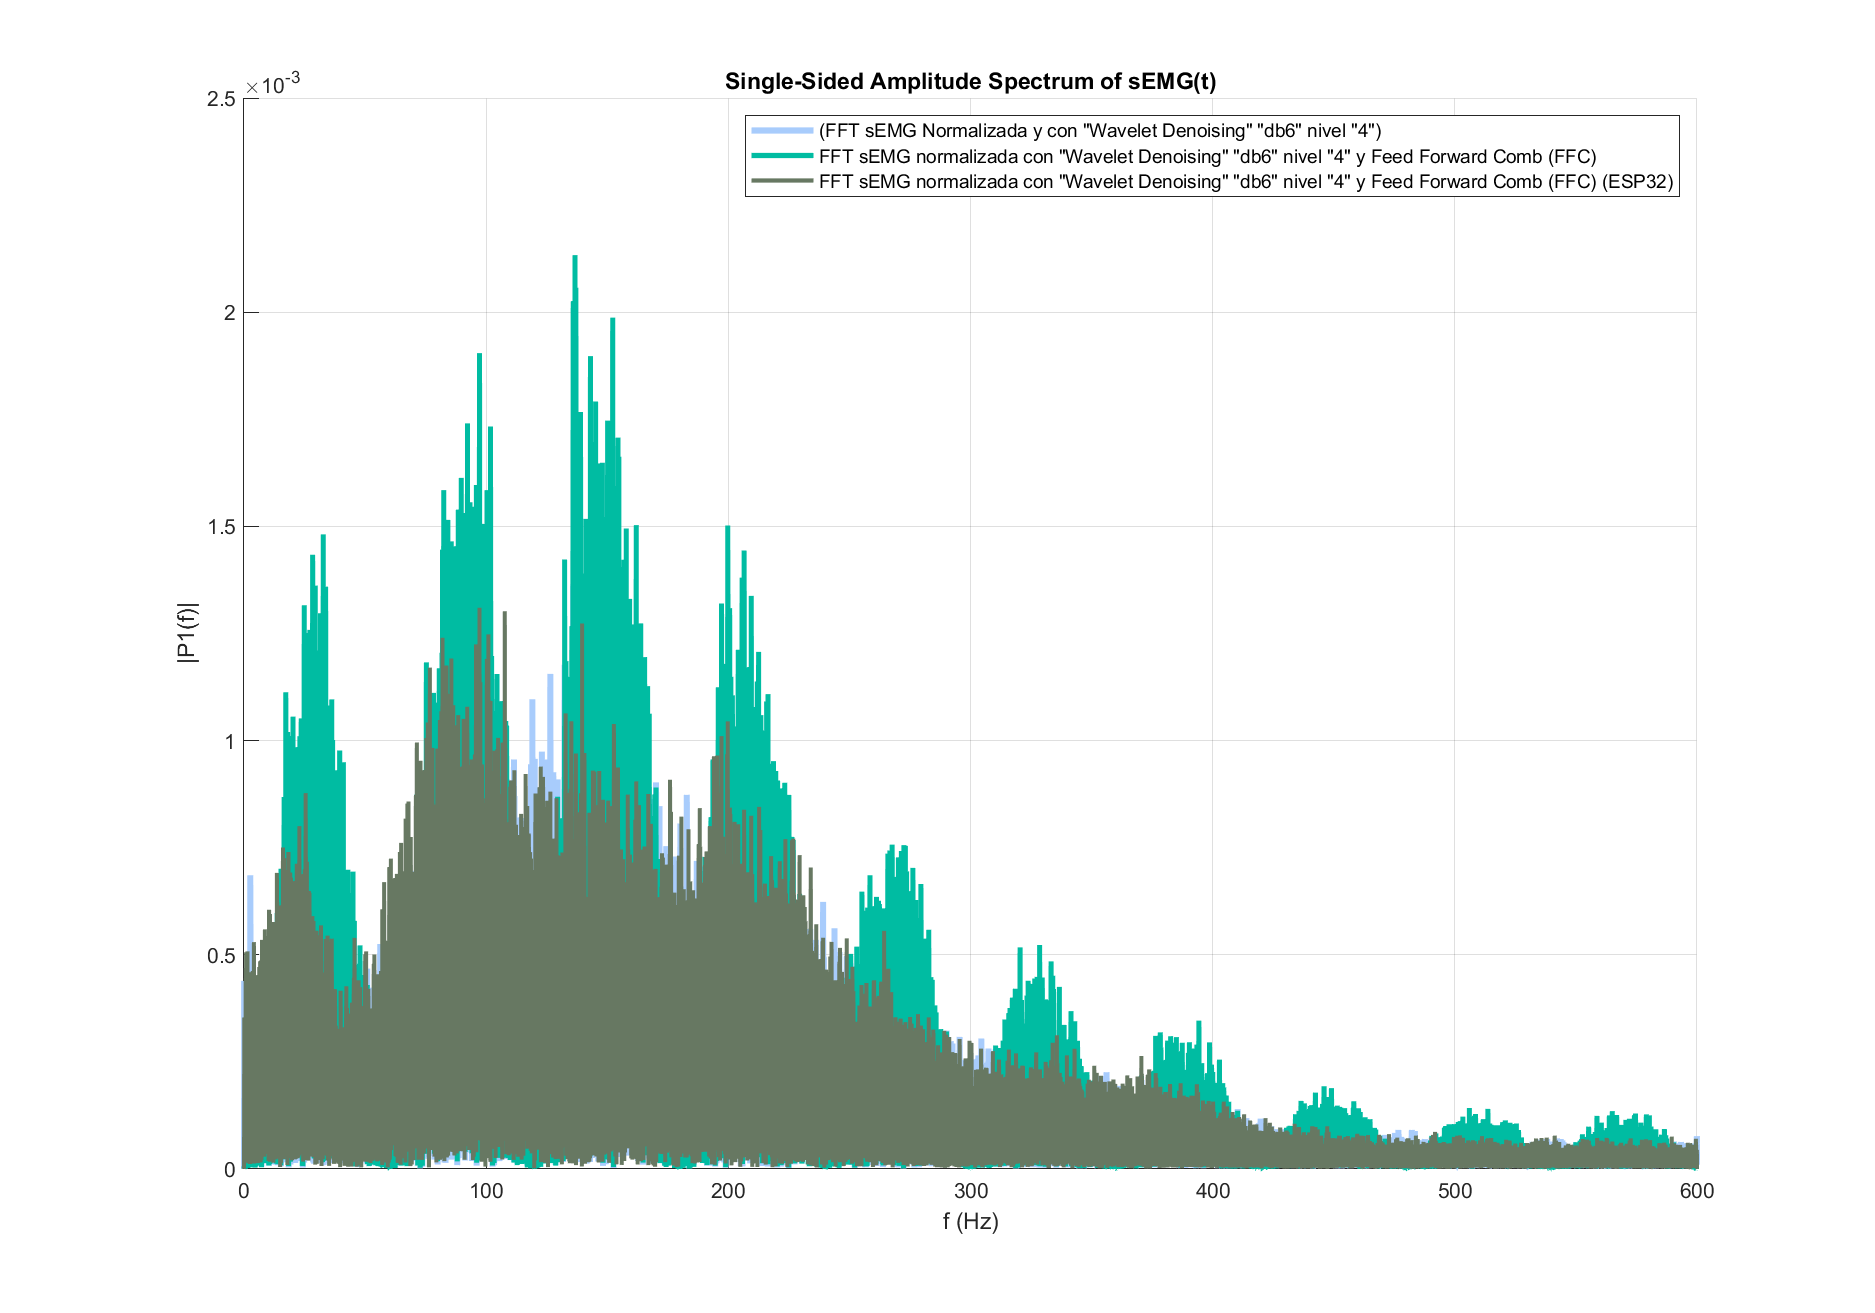 Single-Sided Amplitude Spectrum of sEMG(t)
×10-3
2.5
2
1.5
1
0.5
0
|P1(f)|
(FFT sEMG Normalizada y con "Wavelet Denoising" "db6" nivel "4")
FFT sEMG normalizada con "Wavelet Denoising" "db6" nivel "4" y Feed Forward Comb (FFC)
FFT sEMG normalizada con "Wavelet Denoising" "db6" nivel "4" y Feed Forward Comb (FFC) (ESP32)
0 100 200 300 400 500 600
f (Hz)